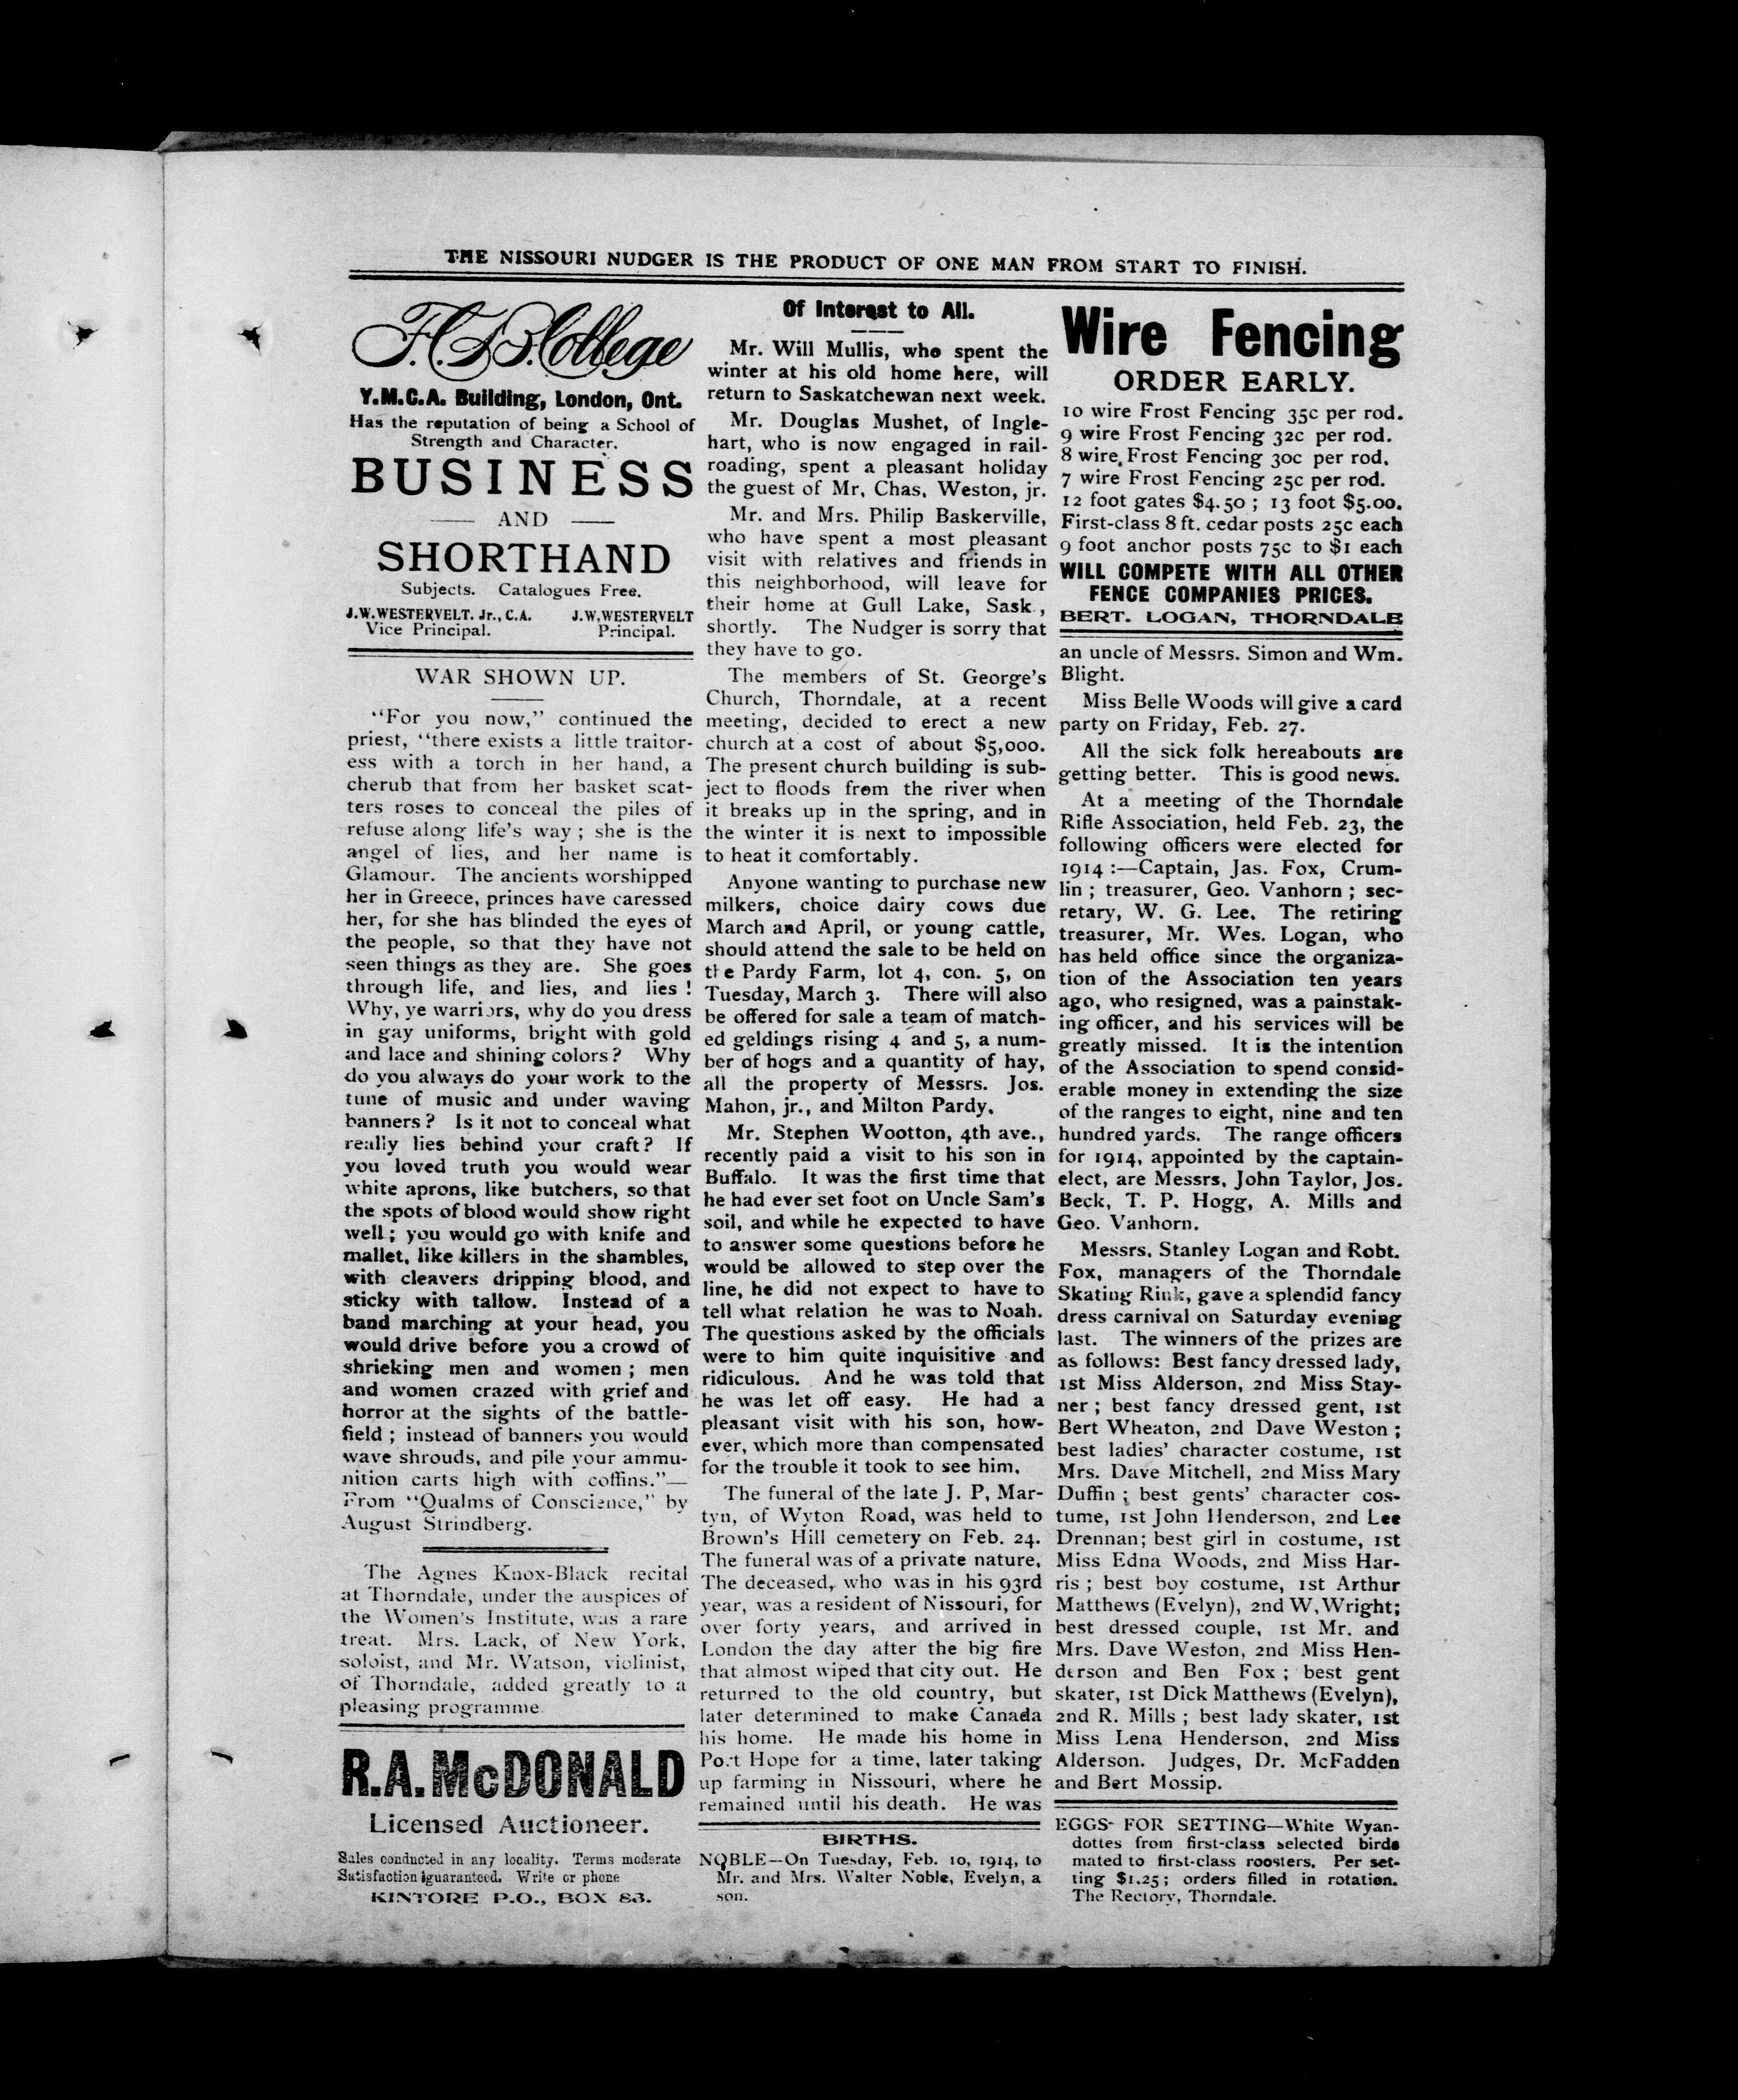 THE NISSOURI NUDGER IS THE PRODUCT OF ONE MAN FROM START TO FINISH.
F. C. B. College
Y.M.C.A. Building, London, Ont.
Has the reputation of being a School of
Strength and Character.
BUSINESS
AND
SHORTHAND
Subjects. Catalogues Free.
J.W.WESTERVELT. Jr., C.A. J.W.WESTERVELT
Vice Principal. Principal.
WAR SHOWN UP.
"For you now," continued the
priest, "there exists a little traitor-
ess with a torch in her hand, a
cherub that from her basket scat-
ters roses to conceal the piles of
refuse along life's way ; she is the
angel of lies, and her name is
Glamour. The ancients worshipped
her in Greece, princes have caressed
her, for she has blinded the eyes of
the people, so that they have not
seen things as they are. She goes
through life, and lies, and lies !
Why, ye warriors, why do you dress
in gay uniforms, bright with gold
and lace and shining colors? Why
do you always do your work to the
tune of music and under waving
banners? Is it not to conceal what
really lies behind your craft? If
you loved truth you would wear
white aprons, like butchers, so that
the spots of blood would show right
well ; you would go with knife and
mallet, like killers in the shambles,
with cleavers dripping blood, and
sticky with tallow. Instead of a
band marching at your head, you
would drive before you a crowd of
shrieking men and women ; men
and women crazed with grief and
horror at the sights of the battle-
field ; instead of banners you would
wave shrouds, and pile your ammu-
nition carts high with coffins."—
From "Qualms of Conscience," by
August Strindberg.
The Agnes Knox-Black recital
at Thorndale, under the auspices of
the Women's Institute, was a rare
treat. Mrs. Lack, of New York,
soloist, and Mr. Watson, violinist,
of Thorndale, added greatly to a
pleasing programme
R.A.McDONALD
Licensed Auctioneer.
Sales conducted in any locality. Terms moderate
Satisfaction guaranteed. Write or phone
KINTORE P.O., BOX 83.
Of Interest to All.
Mr. Will Mullis, who spent the
winter at his old home here, will
return to Saskatchewan next week.
Mr. Douglas Mushet, of Ingle-
hart, who is now engaged in rail-
roading, spent a pleasant holiday
the guest of Mr, Chas, Weston, jr.
Mr. and Mrs. Philip Baskerville,
who have spent a most pleasant
visit with relatives and friends in
this neighborhood, will leave for
their home at Gull Lake, Sask.,
shortly. The Nudger is sorry that
they have to go.
The members of St. George's
Church, Thorndale, at a recent
meeting, decided to erect a new
church at a cost of about $5,000.
The present church building is sub-
ject to floods from the river when
it breaks up in the spring, and in
the winter it is next to impossible
to heat it comfortably.
Anyone wanting to purchase new
milkers, choice dairy cows due
March and April, or young cattle,
should attend the sale to be held on
the Pardy Farm, lot 4, con. 5, on
Tuesday, March 3. There will also
be offered for sale a team of match-
ed geldings rising 4 and 5, a num-
ber of hogs and a quantity of hay,
all the property of Messrs. Jos.
Mahon, jr., and Milton Pardy.
Mr. Stephen Wootton, 4th ave.,
recently paid a visit to his son in
Buffalo. It was the first time that
he had ever set foot on Uncle Sam's
soil, and while he expected to have
to answer some questions before he
would be allowed to step over the
line, he did not expect to have to
tell what relation he was to Noah.
The questions asked by the officials
were to him quite inquisitive and
ridiculous. And he was told that
he was let off easy. He had a
pleasant visit with his son, how-
ever, which more than compensated
for the trouble it took to see him.
The funeral of the late J. P, Mar-
tyn, of Wyton Road, was held to
Brown's Hill cemetery on Feb. 24.
The funeral was of a private nature.
The deceased, who was in his 93rd
year, was a resident of Nissouri, for
over forty years, and arrived in
London the day after the big fire
that almost wiped that city out. He
returned to the old country, but
later determined to make Canada
his home. He made his home in
Port Hope for a time, later taking
up farming in Nissouri, where he
remained until his death. He was
BIRTHS.
NOBLE—On Tuesday, Feb. 10, 1914, to
Mr. and Mrs. Walter Noble, Evelyn, a
son.
Wire Fencing
ORDER EARLY.
10 wire Frost Fencing 35c per rod.
9 wire Frost Fencing 32c per rod.
8 wire Frost Fencing 30c per rod.
7 wire Frost Fencing 25c per rod.
12 foot gates $4.50 ; 13 foot $5.00.
First-class 8 ft. cedar posts 25c each
9 foot anchor posts 75c to $1 each
WILL COMPETE WITH ALL OTHER
FENCE COMPANIES PRICES.
BERT. LOGAN, THORNDALE
an uncle of Messrs. Simon and Wm.
Blight.
Miss Belle Woods will give a card
party on Friday, Feb. 27.
All the sick folk hereabouts are
getting better. This is good news.
At a meeting of the Thorndale
Rifle Association, held Feb. 23, the
following officers were elected for
1914 :—Captain, Jas. Fox, Crum-
lin ; treasurer, Geo. Vanhorn ; sec-
retary, W. G. Lee. The retiring
treasurer, Mr. Wes. Logan, who
has held office since the organiza-
tion of the Association ten years
ago, who resigned, was a painstak-
ing officer, and his services will be
greatly missed. It is the intention
of the Association to spend consid-
erable money in extending the size
of the ranges to eight, nine and ten
hundred yards. The range officers
for 1914, appointed by the captain-
elect, are Messrs, John Taylor, Jos.
Beck, T. P. Hogg, A. Mills and
Geo. Vanhorn.
Messrs. Stanley Logan and Robt.
Fox, managers of the Thorndale
Skating Rink, gave a splendid fancy
dress carnival on Saturday evening
last. The winners of the prizes are
as follows: Best fancy dressed lady,
1st Miss Alderson, 2nd Miss Stay-
ner ; best fancy dressed gent, 1st
Bert Wheaton, 2nd Dave Weston ;
best ladies' character costume, 1st
Mrs. Dave Mitchell, 2nd Miss Mary
Duffin ; best gents' character cos-
tume, 1st John Henderson, 2nd Lee
Drennan; best girl in costume, 1st
Miss Edna Woods, 2nd Miss Har-
ris ; best boy costume, 1st Arthur
Matthews (Evelyn), 2nd W. Wright;
best dressed couple, 1st Mr. and
Mrs. Dave Weston, 2nd Miss Hen-
derson and Ben Fox ; best gent
skater, 1st Dick Matthews (Evelyn),
2nd R. Mills ; best lady skater, 1st
Miss Lena Henderson, 2nd Miss
Alderson. Judges, Dr. McFadden
and Bert Mossip.
EGGS FOR SETTING—White Wyan-
dottes from first-class selected birds
mated to first-class roosters. Per set-
ting $1.25; orders filled in rotation.
The Rectory, Thorndale.